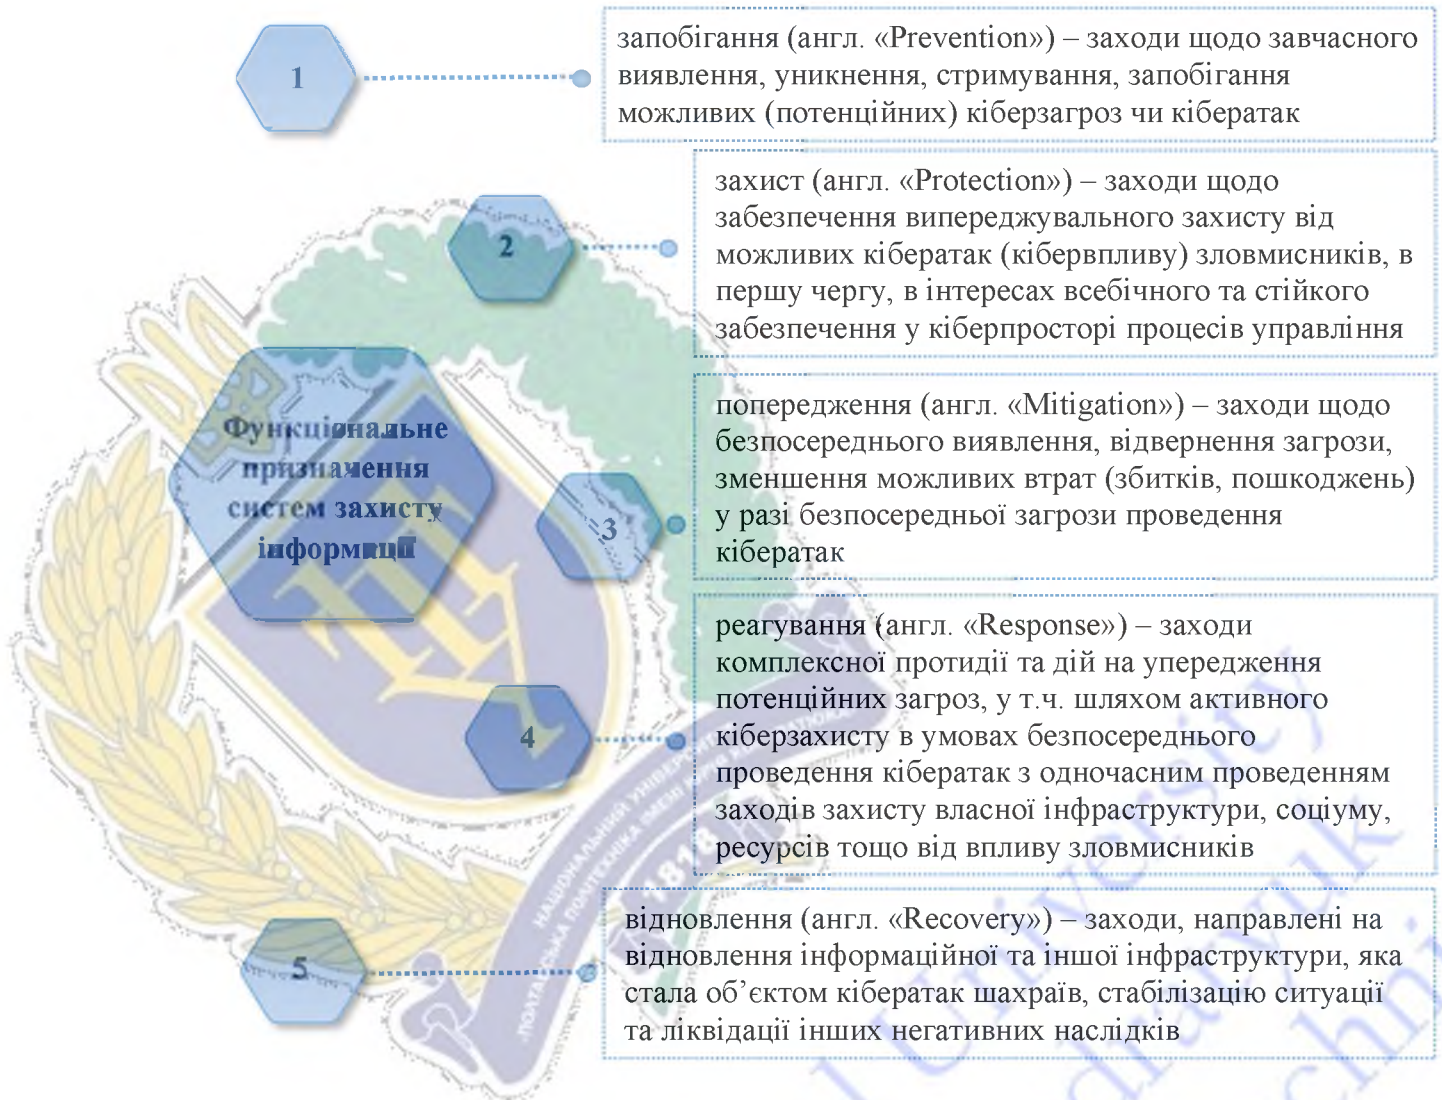 1
запобігання (англ. «Prevention») – заходи щодо завчасного
виявлення, уникнення, стримування, запобігання
можливих (потенційних) кіберзагроз чи кібератак
2
захист (англ. «Protection») – заходи щодо
забезпечення випереджувального захисту від
можливих кібератак (кібервпливу) зловмисників, в
першу чергу, в інтересах всебічного та стійкого
забезпечення у кіберпросторі процесів управління
Функціональне
призначення
систем захисту
інформації
3
попередження (англ. «Mitigation») – заходи щодо
безпосереднього виявлення, відвернення загрози,
зменшення можливих втрат (збитків, пошкоджень)
у разі безпосередньої загрози проведення
кібератак
4
реагування (англ. «Response») – заходи
комплексної протидії та дій на упередження
потенційних загроз, у т.ч. шляхом активного
кіберзахисту в умовах безпосереднього
проведення кібератак з одночасним проведенням
заходів захисту власної інфраструктури, соціуму,
ресурсів тощо від впливу зловмисників
5
відновлення (англ. «Recovery») – заходи, направлені на
відновлення інформаційної та іншої інфраструктури, яка
стала об’єктом кібератак шахраїв, стабілізацію ситуації
та ліквідації інших негативних наслідків
НАЦІОНАЛЬНИЙ
1818
University